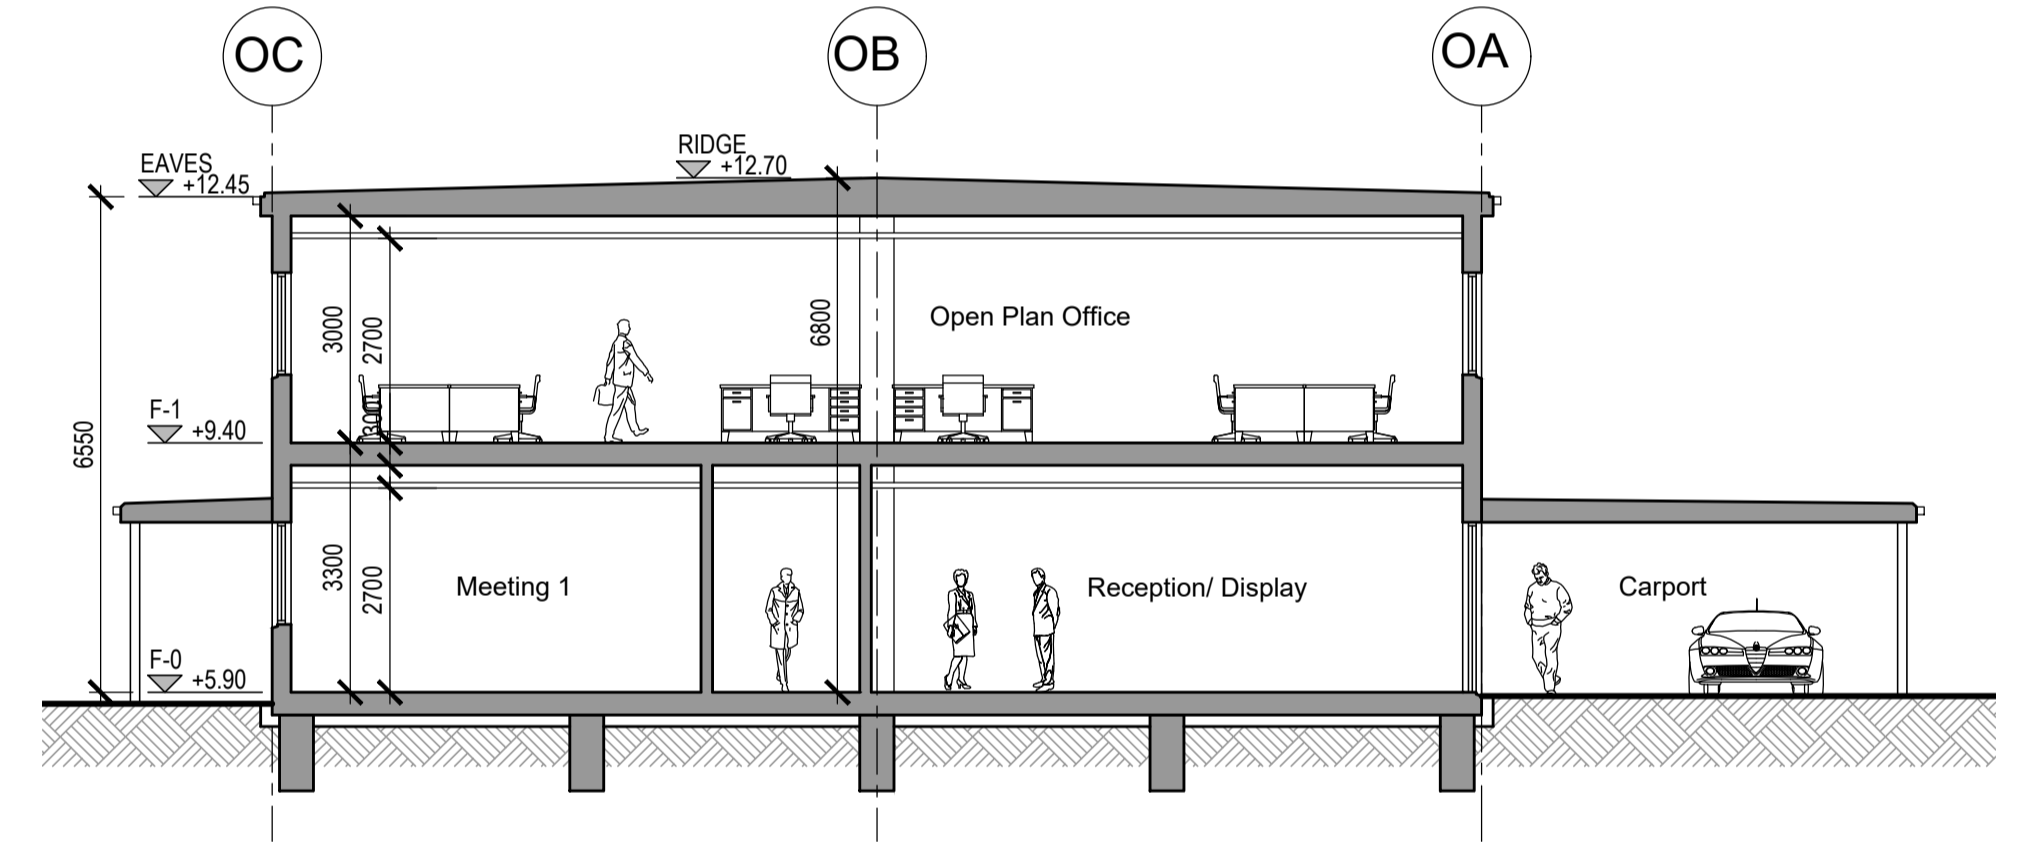 OC
OB
OA
RIDGE
+12.70
EAVES
+12.45
3000
2700
6800
Open Plan Office
F-1
+9.40
300
6550
3300
2700
Meeting 1
Reception/ Display
Carport
F-0
+5.90